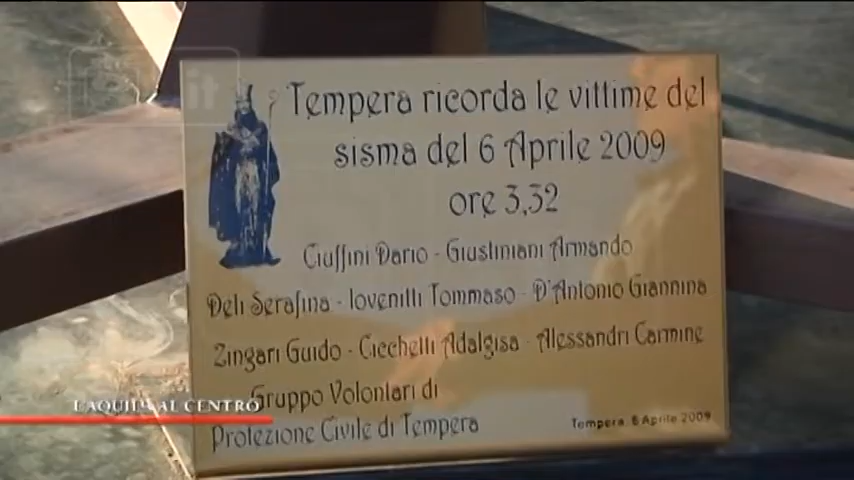 Tempera ricorda le vittime del
sisma del 6 Aprile 2009
ore 3,32
Ciuffini Dario - Giustiniani Armando
Deli Serafina - Iovenitti Tommaso - D'Antonio Giannina
Zingari Guido - Cicchelli Adalgisa - Alessandri Carmine
Gruppo Volontari di
Protezione Civile di Tempera
Tempera 6 Aprile 2009
L'AQUILA AL CENTRO